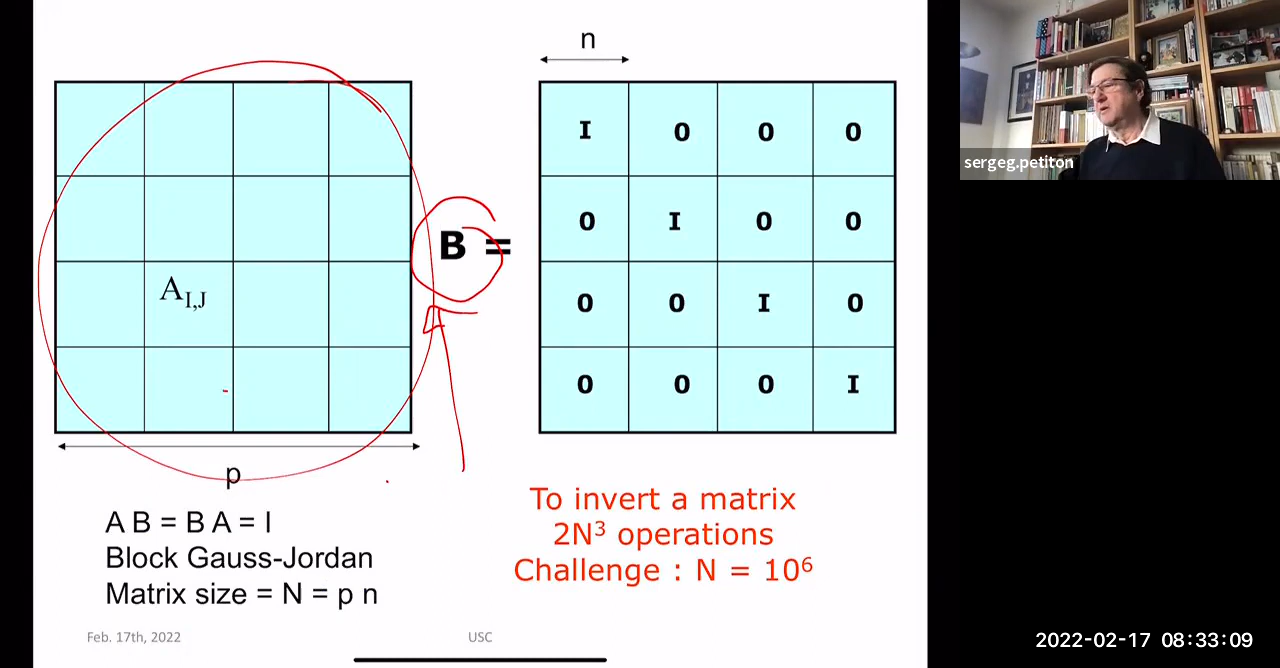 n
I 0 0 0
0 I 0 0
0 0 I 0
0 0 0 I
A I,J
B =
p
A B = B A = I
Block Gauss-Jordan
Matrix size = N = p n
To invert a matrix
2N³ operations
Challenge : N = 10⁶
Feb. 17th, 2022
USC
sergeg.petiton
2022-02-17 08:33:09